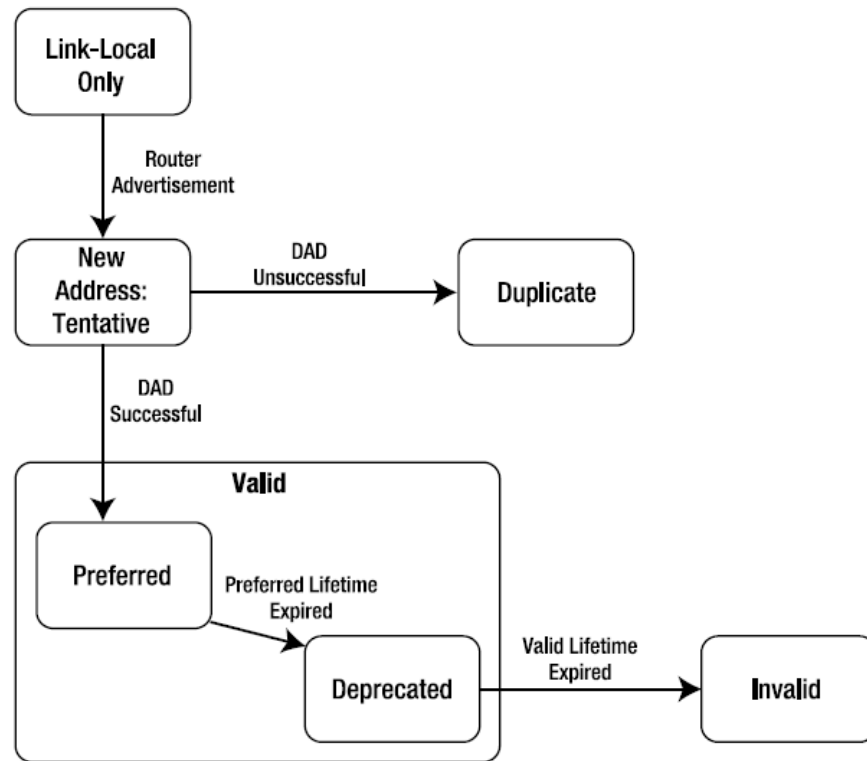 Link-Local
Only
Router
Advertisement
New
Address:
Tentative
DAD
Unsuccessful
Duplicate
DAD
Successful
Valid
Preferred
Preferred Lifetime
Expired
Deprecated
Valid Lifetime
Expired
Invalid